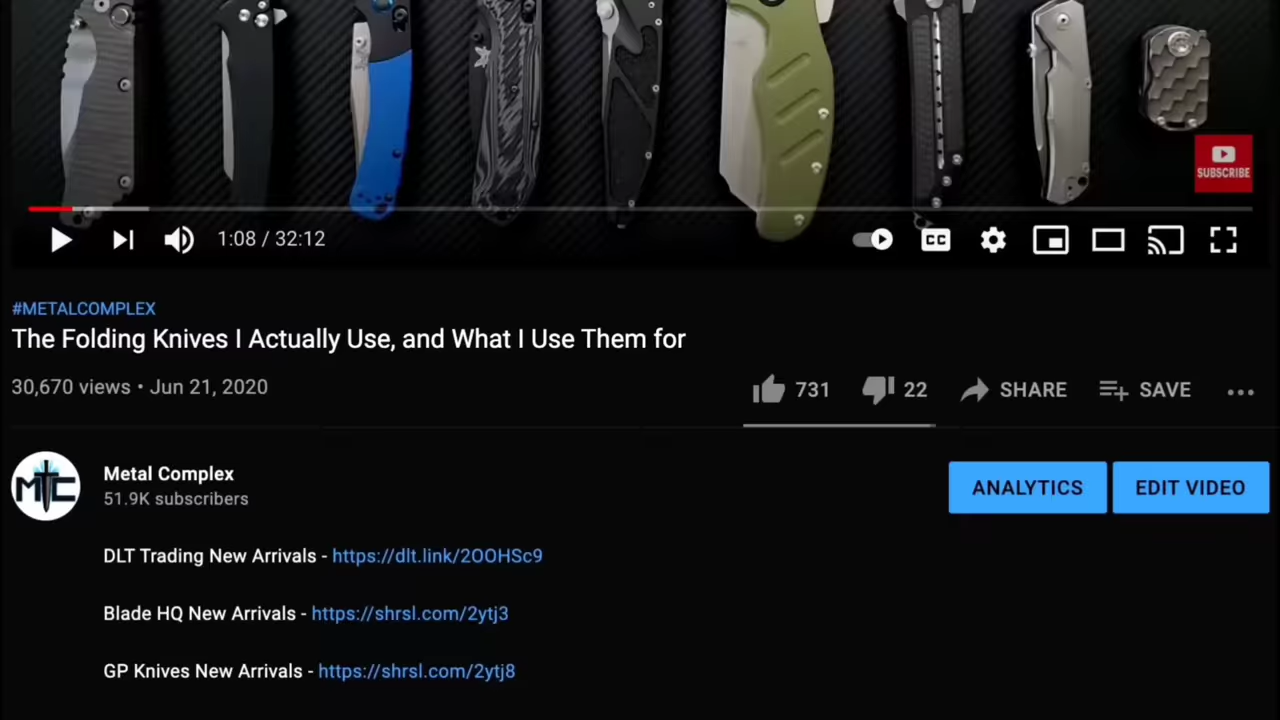 SUBSCRIBE
1:08 / 32:12
CC
#METALCOMPLEX
The Folding Knives I Actually Use, and What I Use Them for
30,670 views • Jun 21, 2020
731
22
SHARE
SAVE
MTC
Metal Complex
51.9K subscribers
ANALYTICS
EDIT VIDEO
DLT Trading New Arrivals - https://dlt.link/2OOHSc9
Blade HQ New Arrivals - https://shrsl.com/2ytj3
GP Knives New Arrivals - https://shrsl.com/2ytj8